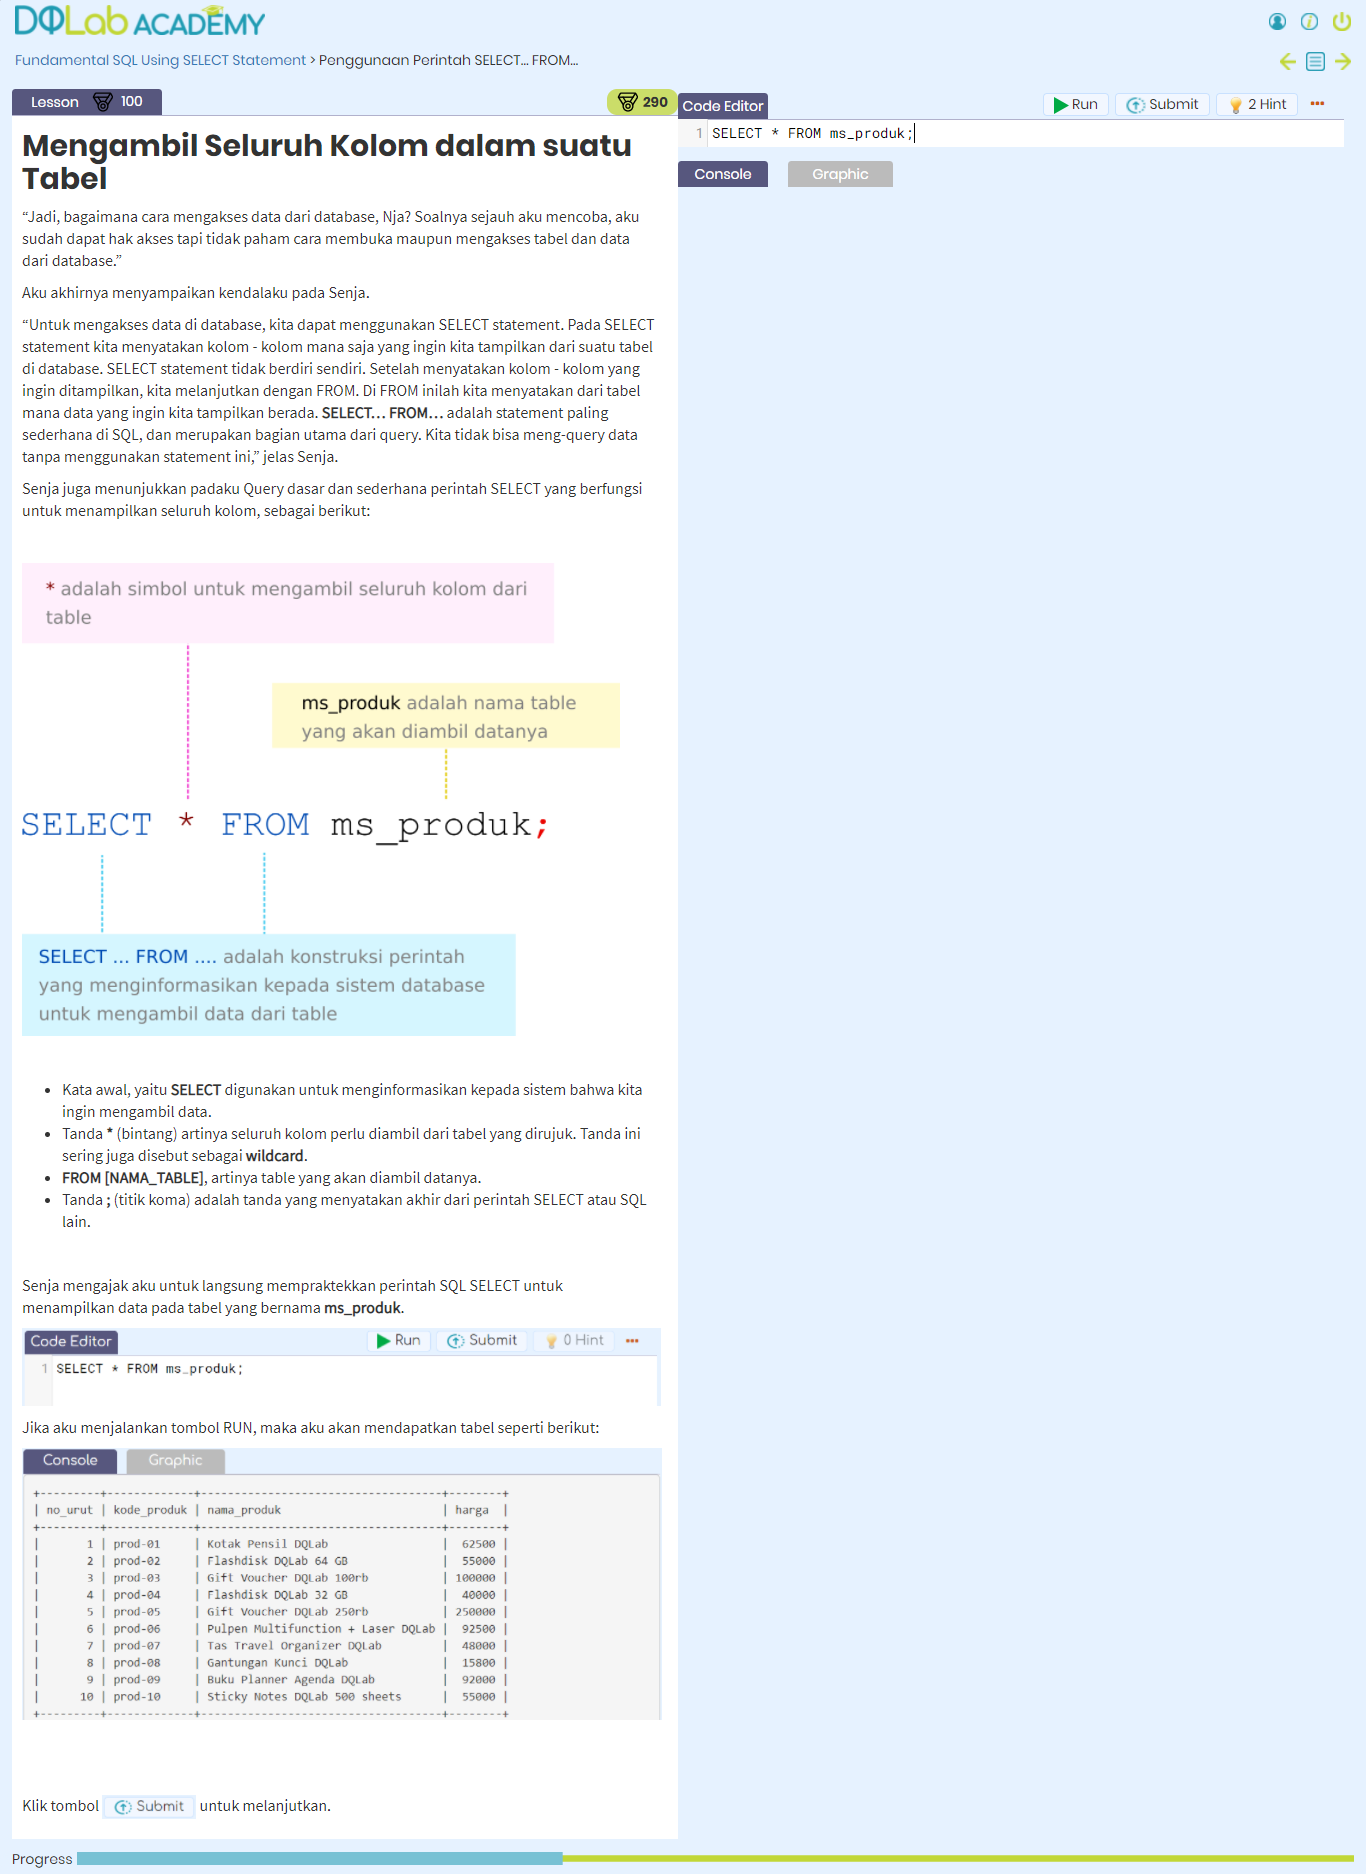 DQLab ACADEMY
Fundamental SQL Using SELECT Statement > Penggunaan Perintah SELECT... FROM...
Lesson 100
290
Mengambil Seluruh Kolom dalam suatu
Tabel
“Jadi, bagaimana cara mengakses data dari database, Nja? Soalnya sejauh aku mencoba, aku
sudah dapat hak akses tapi tidak paham cara membuka maupun mengakses tabel dan data
dari database.”
Aku akhirnya menyampaikan kendalaku pada Senja.
“Untuk mengakses data di database, kita dapat menggunakan SELECT statement. Pada SELECT
statement kita menyatakan kolom - kolom mana saja yang ingin kita tampilkan dari suatu tabel
di database. SELECT statement tidak berdiri sendiri. Setelah menyatakan kolom - kolom yang
ingin ditampilkan, kita melanjutkan dengan FROM. Di FROM inilah kita menyatakan dari tabel
mana data yang ingin kita tampilkan berada. SELECT... FROM... adalah statement paling
sederhana di SQL, dan merupakan bagian utama dari query. Kita tidak bisa meng-query data
tanpa menggunakan statement ini,” jelas Senja.
Senja juga menunjukkan padaku Query dasar dan sederhana perintah SELECT yang berfungsi
untuk menampilkan seluruh kolom, sebagai berikut:
* adalah simbol untuk mengambil seluruh kolom dari
table
ms_produk adalah nama table
yang akan diambil datanya
SELECT * FROM ms_produk;
SELECT ... FROM .... adalah konstruksi perintah
yang menginformasikan kepada sistem database
untuk mengambil data dari table
• Kata awal, yaitu SELECT digunakan untuk menginformasikan kepada sistem bahwa kita
ingin mengambil data.
• Tanda * (bintang) artinya seluruh kolom perlu diambil dari tabel yang dirujuk. Tanda ini
sering juga disebut sebagai wildcard.
• FROM [NAMA_TABLE], artinya table yang akan diambil datanya.
• Tanda ; (titik koma) adalah tanda yang menyatakan akhir dari perintah SELECT atau SQL
lain.
Senja mengajak aku untuk langsung mempraktekkan perintah SQL SELECT untuk
menampilkan data pada tabel yang bernama ms_produk.
Code Editor Run Submit 0 Hint
1 SELECT * FROM ms_produk;
Jika aku menjalankan tombol RUN, maka aku akan mendapatkan tabel seperti berikut:
Console Graphic
+---------+-------------+--------------------------------------+--------+
| no_urut | kode_produk | nama_produk | harga |
+---------+-------------+--------------------------------------+--------+
| 1 | prod-01 | Kotak Pensil DQLab | 62500 |
| 2 | prod-02 | Flashdisk DQLab 64 GB | 55000 |
| 3 | prod-03 | Gift Voucher DQLab 100rb | 100000 |
| 4 | prod-04 | Flashdisk DQLab 32 GB | 40000 |
| 5 | prod-05 | Gift Voucher DQLab 250rb | 250000 |
| 6 | prod-06 | Pulpen Multifunction + Laser DQLab | 92500 |
| 7 | prod-07 | Tas Travel Organizer DQLab | 48000 |
| 8 | prod-08 | Gantungan Kunci DQLab | 15800 |
| 9 | prod-09 | Buku Planner Agenda DQLab | 92000 |
| 10 | prod-10 | Sticky Notes DQLab 500 sheets | 55000 |
+---------+-------------+--------------------------------------+--------+
Klik tombol Submit untuk melanjutkan.
Code Editor Run Submit 2 Hint
1 SELECT * FROM ms_produk;
Console Graphic
Progress